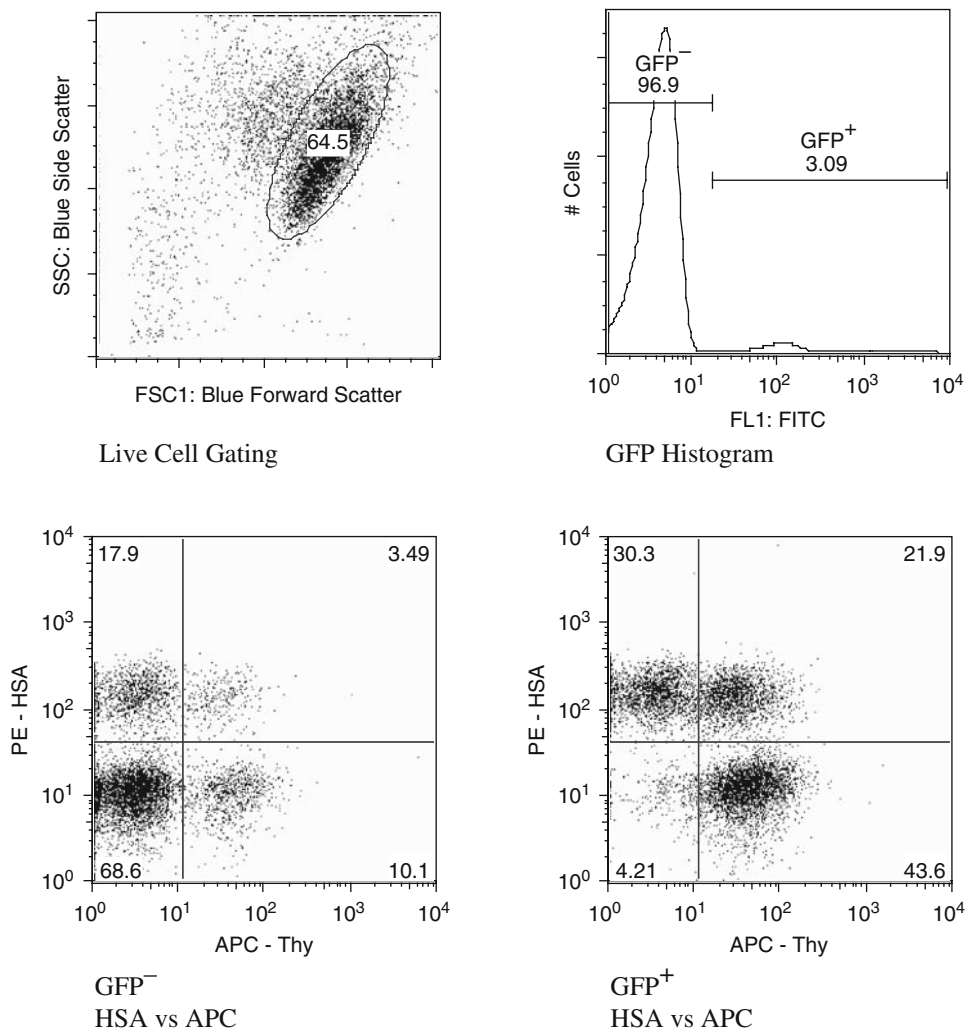 SSC: Blue Side Scatter
64.5
FSC1: Blue Forward Scatter
Live Cell Gating
# Cells
GFP⁻
96.9
GFP⁺
3.09
10⁰ 10¹ 10² 10³ 10⁴
FL1: FITC
GFP Histogram
PE - HSA
10⁴
10³
10²
10¹
10⁰
17.9 3.49
68.6 10.1
10⁰ 10¹ 10² 10³ 10⁴
APC - Thy
GFP⁻
HSA vs APC
PE - HSA
10⁴
10³
10²
10¹
10⁰
30.3 21.9
4.21 43.6
10⁰ 10¹ 10² 10³ 10⁴
APC - Thy
GFP⁺
HSA vs APC